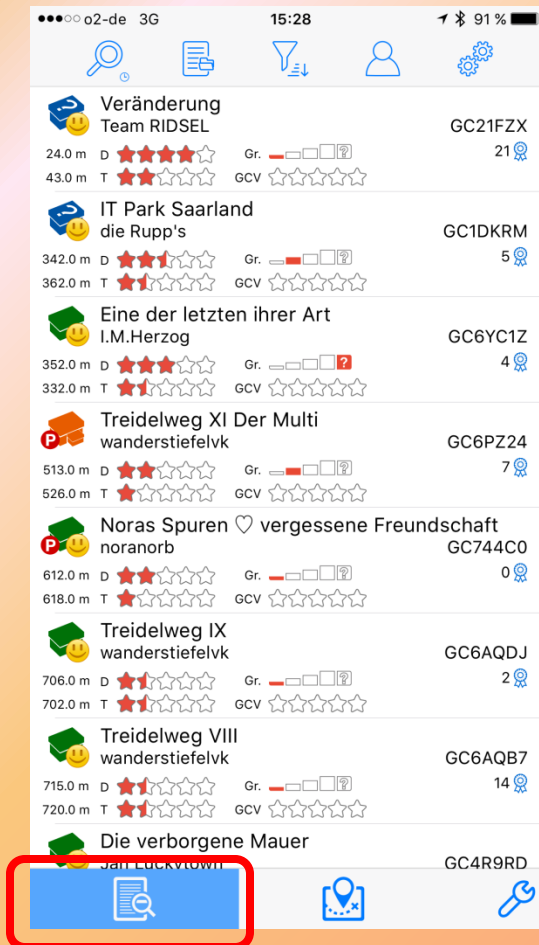 o2-de 3G 15:28 91 %
Veränderung
Team RIDSEL GC21FZX
24.0 m D Gr. ? 21
43.0 m T GCV
IT Park Saarland
die Rupp's GC1DKRM
342.0 m D Gr. ? 5
362.0 m T GCV
Eine der letzten ihrer Art
I.M.Herzog GC6YC1Z
352.0 m D Gr. ? 4
332.0 m T GCV
Treidelweg XI Der Multi
P wanderstiefelvk GC6PZ24
513.0 m D Gr. ? 7
526.0 m T GCV
Noras Spuren ♡ vergessene Freundschaft
P noranorb GC744C0
612.0 m D Gr. ? 0
618.0 m T GCV
Treidelweg IX
wanderstiefelvk GC6AQDJ
706.0 m D Gr. ? 2
702.0 m T GCV
Treidelweg VIII
wanderstiefelvk GC6AQB7
715.0 m D Gr. ? 14
720.0 m T GCV
Die verborgene Mauer
Jan Luckytown GC4R9RD